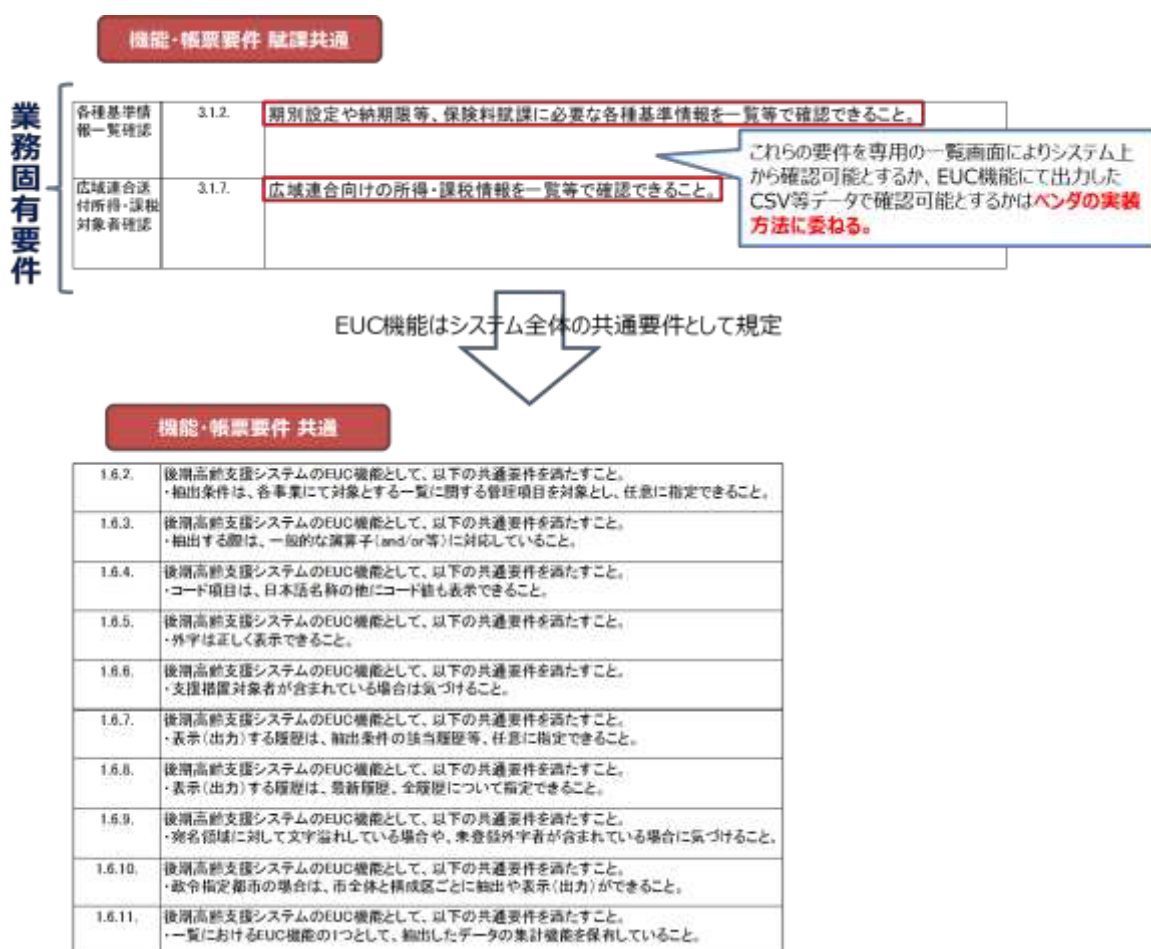 機能・帳票要件 賦課共通
業務固有要件
各種基準情
報一覧確認
3.1.2.
期別設定や納期限等、保険料賦課に必要な各種基準情報を一覧等で確認できること。
広域連合送
付所得・課税
対象者確認
3.1.7.
広域連合向けの所得・課税情報を一覧等で確認できること。
これらの要件を専用の一覧画面によりシステム上
から確認可能とするか、EUC機能にて出力した
CSV等データで確認可能とするかはベンダの実装
方法に委ねる。
EUC機能はシステム全体の共通要件として規定
機能・帳票要件 共通
1.6.2.
後期高齢支援システムのEUC機能として、以下の共通要件を満たすこと。
・抽出条件は、各事業にて対象とする一覧に関する管理項目を対象とし、任意に指定できること。
1.6.3.
後期高齢支援システムのEUC機能として、以下の共通要件を満たすこと。
・抽出する際は、一般的な演算子(and/or等)に対応していること。
1.6.4.
後期高齢支援システムのEUC機能として、以下の共通要件を満たすこと。
・コード項目は、日本語名称の他にコード値も表示できること。
1.6.5.
後期高齢支援システムのEUC機能として、以下の共通要件を満たすこと。
・外字は正しく表示できること。
1.6.6.
後期高齢支援システムのEUC機能として、以下の共通要件を満たすこと。
・支援措置対象者が含まれている場合は気づけること。
1.6.7.
後期高齢支援システムのEUC機能として、以下の共通要件を満たすこと。
・表示(出力)する履歴は、抽出条件の該当履歴等、任意に指定できること。
1.6.8.
後期高齢支援システムのEUC機能として、以下の共通要件を満たすこと。
・表示(出力)する履歴は、最新履歴、全履歴について指定できること。
1.6.9.
後期高齢支援システムのEUC機能として、以下の共通要件を満たすこと。
・宛名領域に対して文字溢れしている場合や、未登録外字者が含まれている場合に気づけること。
1.6.10.
後期高齢支援システムのEUC機能として、以下の共通要件を満たすこと。
・政令指定都市の場合は、市全体と構成区ごとに抽出や表示(出力)ができること。
1.6.11.
後期高齢支援システムのEUC機能として、以下の共通要件を満たすこと。
・一覧におけるEUC機能の1つとして、抽出したデータの集計機能を保有していること。